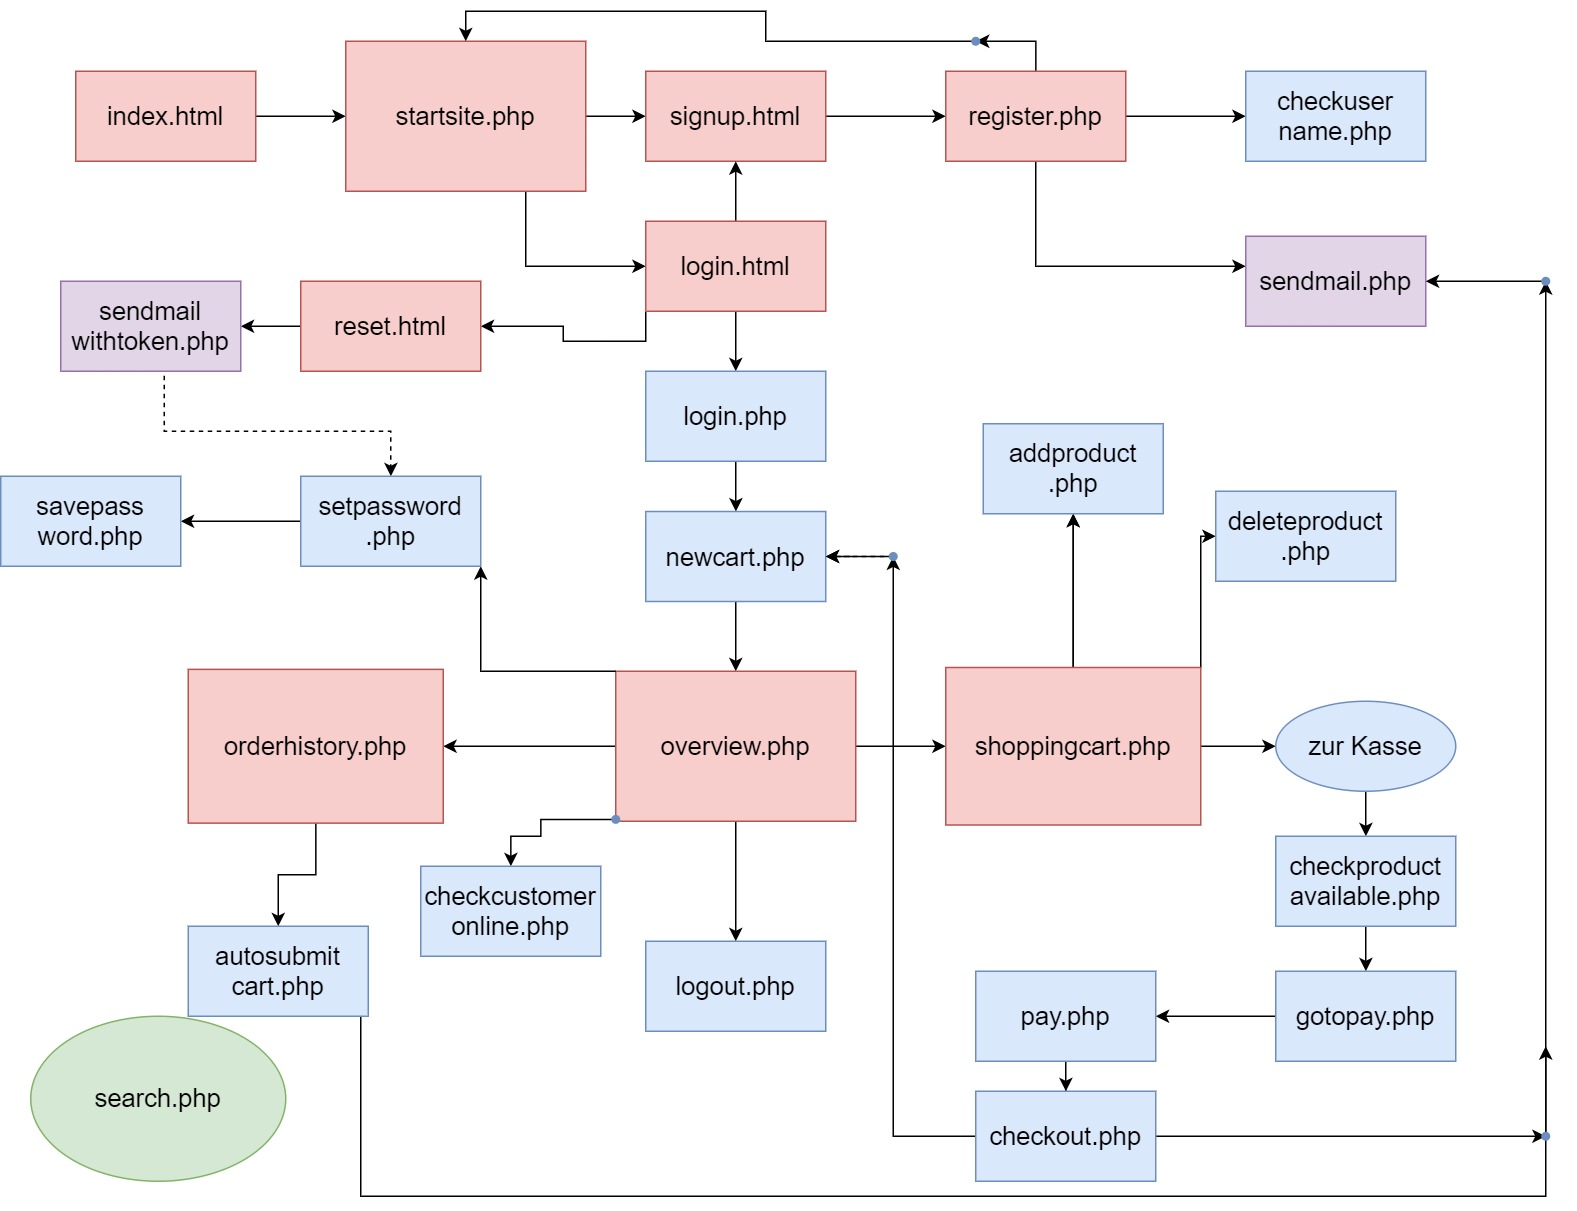 index.html
startsite.php
signup.html
register.php
checkuser
name.php
login.html
sendmail.php
sendmail
withtoken.php
reset.html
login.php
addproduct
.php
savepass
word.php
setpassword
.php
newcart.php
deleteproduct
.php
orderhistory.php
overview.php
shoppingcart.php
zur Kasse
checkcustomer
online.php
checkproduct
available.php
autosubmit
cart.php
logout.php
pay.php
gotopay.php
search.php
checkout.php